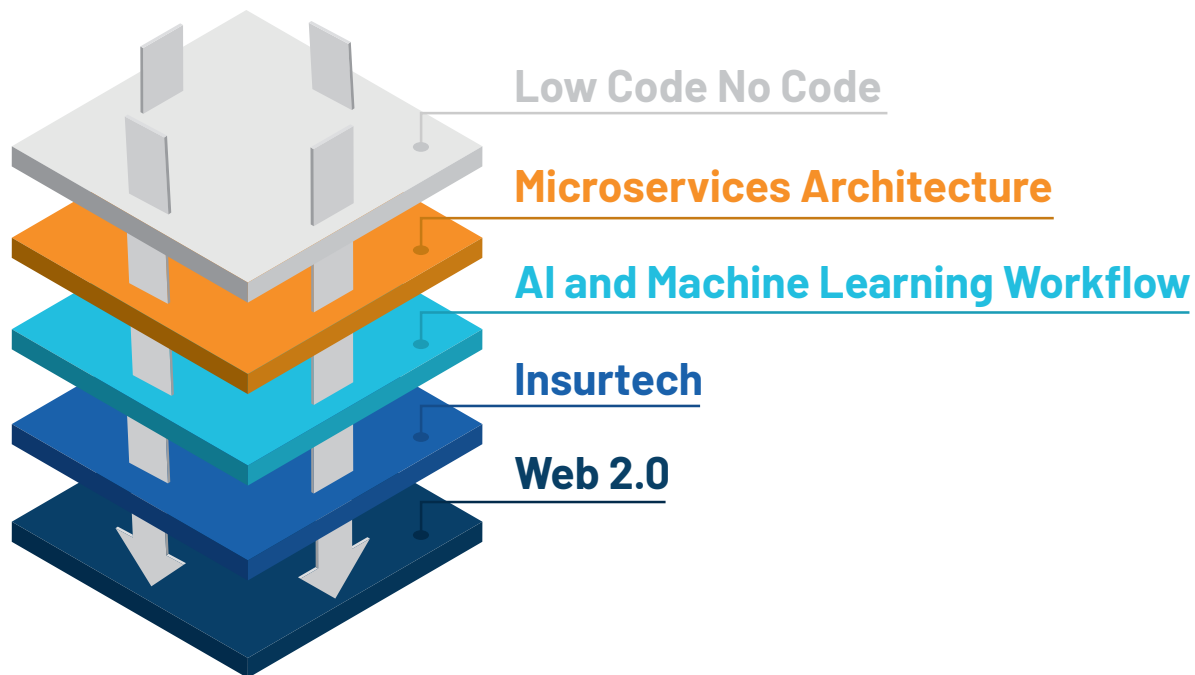 Low Code No Code
Microservices Architecture
AI and Machine Learning Workflow
Insurtech
Web 2.0